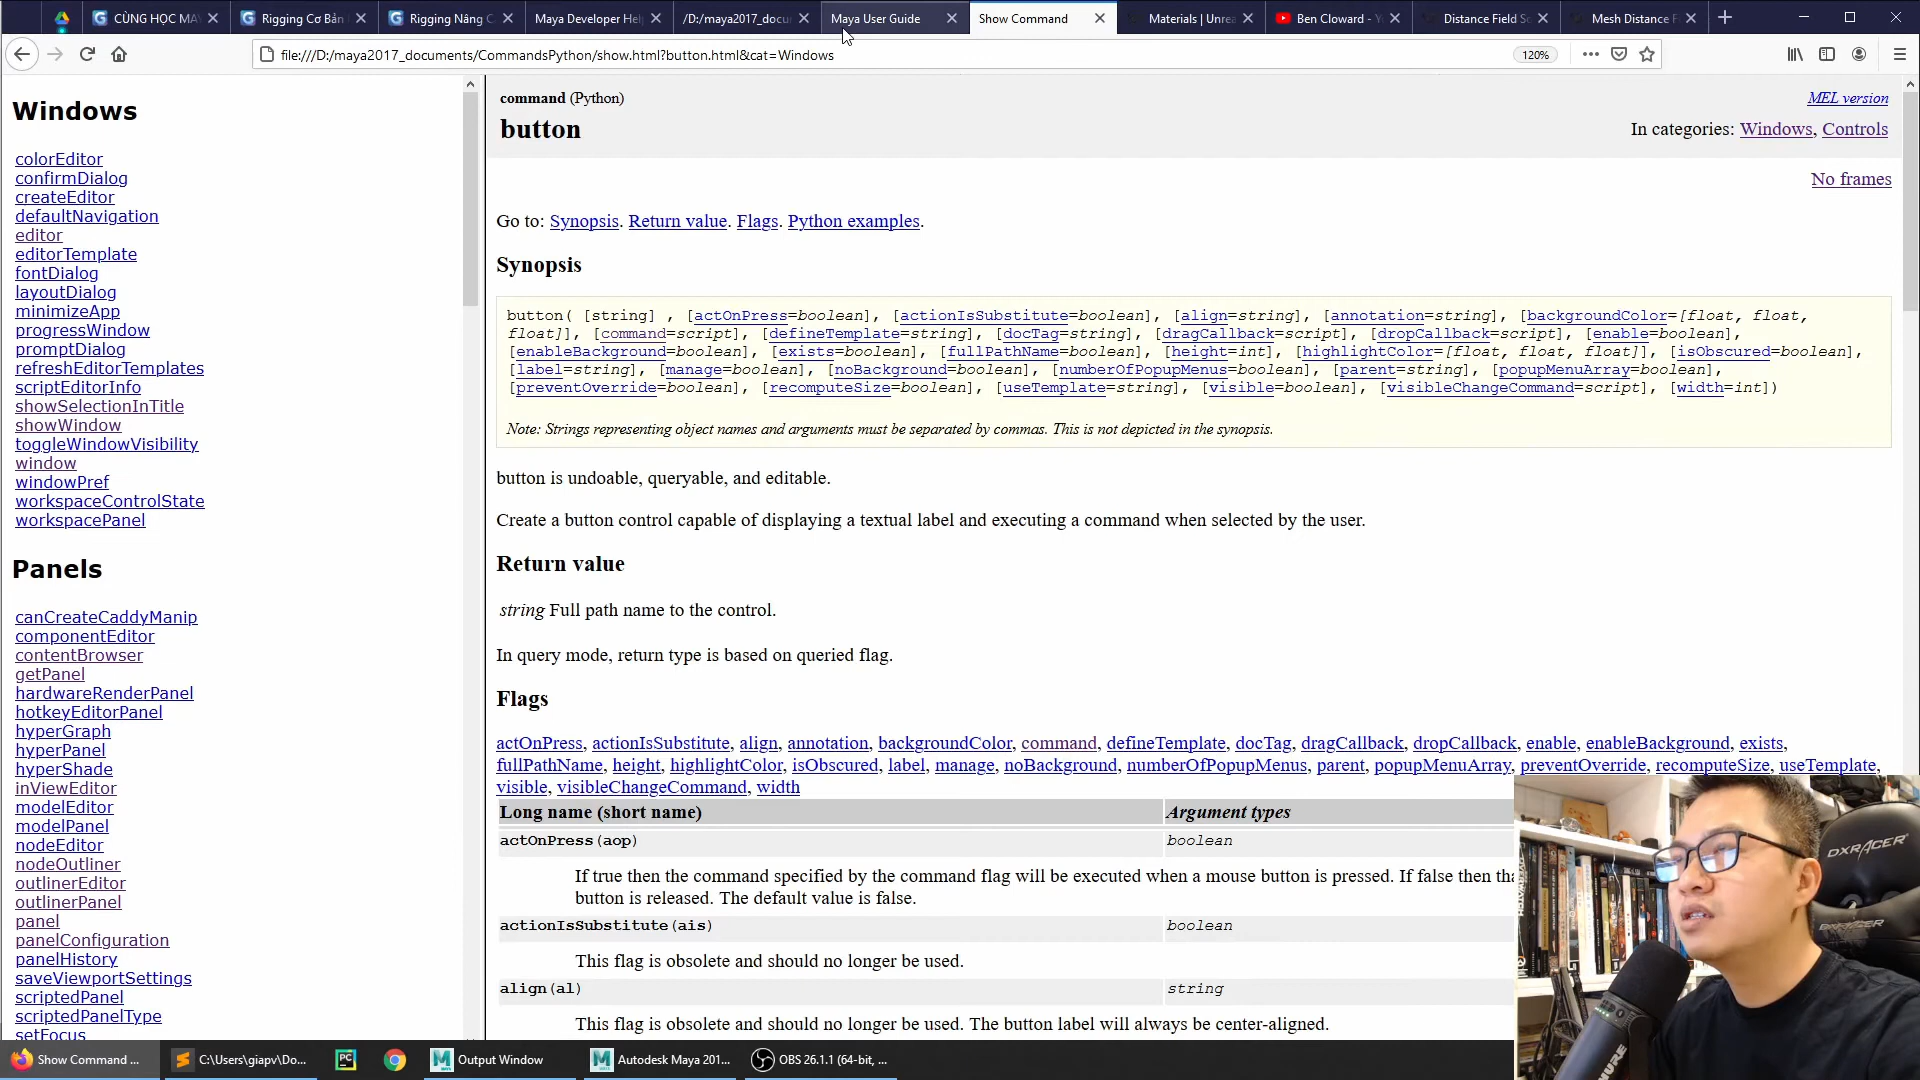 CÙNG HỌC MA
Rigging Cơ Bản
Rigging Nâng C
Maya Developer Hel
/D:/maya2017_docu
Maya User Guide
Show Command
Materials | Unrea
Ben Cloward - Y
Distance Field So
Mesh Distance F
file:///D:/maya2017_documents/CommandsPython/show.html?button.html&cat=Windows
120%
Windows
colorEditor
confirmDialog
createEditor
defaultNavigation
editor
editorTemplate
fontDialog
layoutDialog
minimizeApp
progressWindow
promptDialog
refreshEditorTemplates
scriptEditorInfo
showSelectionInTitle
showWindow
toggleWindowVisibility
window
windowPref
workspaceControlState
workspacePanel
Panels
canCreateCaddyManip
componentEditor
contentBrowser
getPanel
hardwareRenderPanel
hotkeyEditorPanel
hyperGraph
hyperPanel
hyperShade
inViewEditor
modelEditor
modelPanel
nodeEditor
nodeOutliner
outlinerEditor
outlinerPanel
panel
panelConfiguration
panelHistory
saveViewportSettings
scriptedPanel
scriptedPanelType
setFocus
command (Python)
MEL version
button
In categories: Windows, Controls
No frames
Go to: Synopsis. Return value. Flags. Python examples.
Synopsis
button( [string] , [actOnPress=boolean], [actionIsSubstitute=boolean], [align=string], [annotation=string], [backgroundColor=[float, float,
float]], [command=script], [defineTemplate=string], [docTag=string], [dragCallback=script], [dropCallback=script], [enable=boolean],
[enableBackground=boolean], [exists=boolean], [fullPathName=boolean], [height=int], [highlightColor=[float, float, float]], [isObscured=boolean],
[label=string], [manage=boolean], [noBackground=boolean], [numberOfPopupMenus=boolean], [parent=string], [popupMenuArray=boolean],
[preventOverride=boolean], [recomputeSize=boolean], [useTemplate=string], [visible=boolean], [visibleChangeCommand=script], [width=int])
Note: Strings representing object names and arguments must be separated by commas. This is not depicted in the synopsis.
button is undoable, queryable, and editable.
Create a button control capable of displaying a textual label and executing a command when selected by the user.
Return value
string Full path name to the control.
In query mode, return type is based on queried flag.
Flags
actOnPress, actionIsSubstitute, align, annotation, backgroundColor, command, defineTemplate, docTag, dragCallback, dropCallback, enable, enableBackground, exists,
fullPathName, height, highlightColor, isObscured, label, manage, noBackground, numberOfPopupMenus, parent, popupMenuArray, preventOverride, recomputeSize, useTemplate,
visible, visibleChangeCommand, width
Long name (short name) Argument types
actOnPress(aop) boolean
If true then the command specified by the command flag will be executed when a mouse button is pressed. If false then tha
button is released. The default value is false.
actionIsSubstitute(ais) boolean
This flag is obsolete and should no longer be used.
align(al) string
This flag is obsolete and should no longer be used. The button label will always be center-aligned.
DXRACER
Show Command ...
C:\Users\giapv\Do...
Output Window
Autodesk Maya 201...
OBS 26.1.1 (64-bit, ...